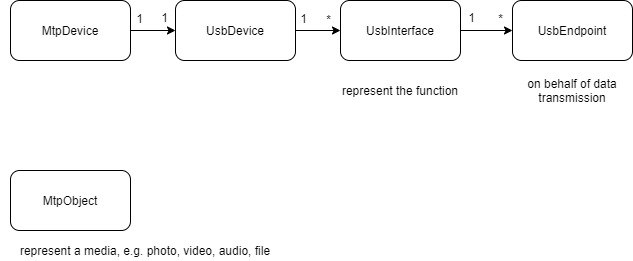 MtpDevice
1
1
UsbDevice
1
*
UsbInterface
1
*
UsbEndpoint
represent the function
on behalf of data
transmission
MtpObject
represent a media, e.g. photo, video, audio, file